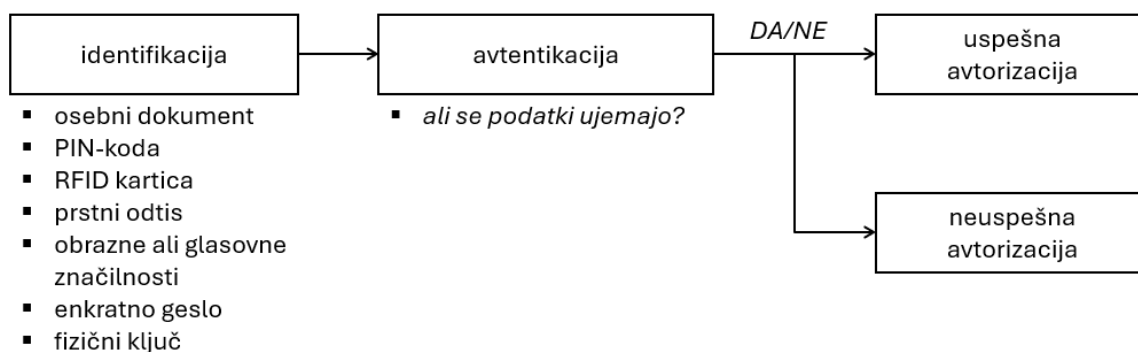 identifikacija
▪ osebni dokument
▪ PIN-koda
▪ RFID kartica
▪ prstni odtis
▪ obrazne ali glasovne
značilnosti
▪ enkratno geslo
▪ fizični ključ
avtentikacija
▪ ali se podatki ujemajo?
DA/NE
uspešna
avtorizacija
neuspešna
avtorizacija